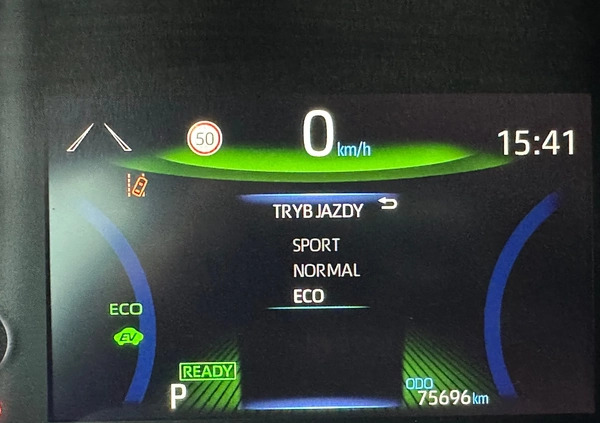 50
0 km/h
15:41
TRYB JAZDY
SPORT
NORMAL
ECO
ECO
EV
READY
P
ODO
75696 km